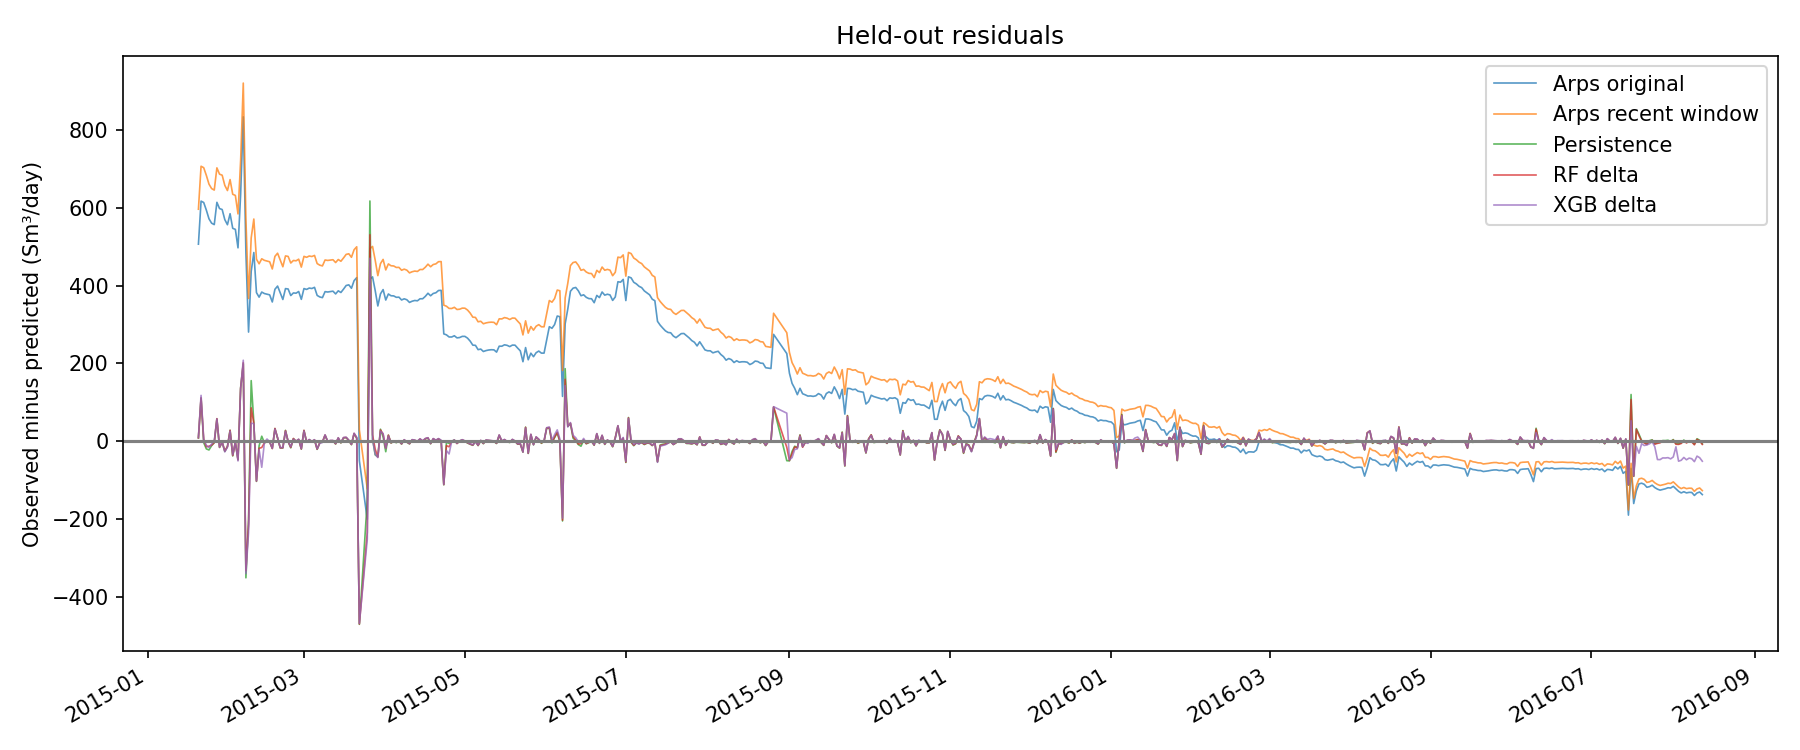 Held-out residuals
Observed minus predicted (Sm³/day)
800
600
400
200
0
−200
−400
Arps original
Arps recent window
Persistence
RF delta
XGB delta
2015-01
2015-03
2015-05
2015-07
2015-09
2015-11
2016-01
2016-03
2016-05
2016-07
2016-09